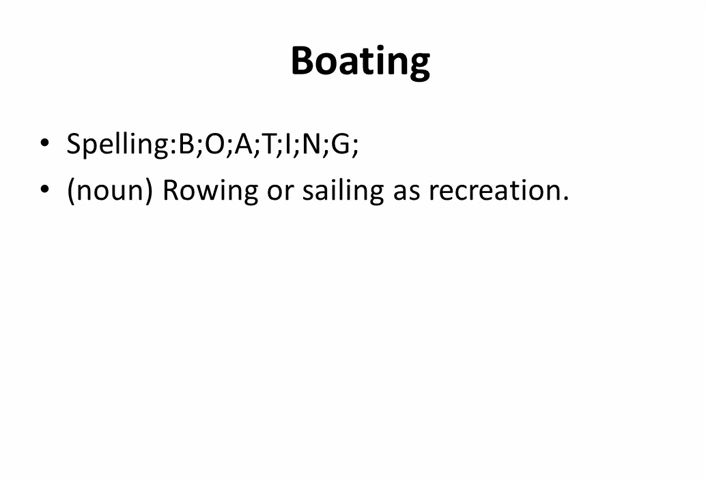 Boating
• Spelling:B;O;A;T;I;N;G;
• (noun) Rowing or sailing as recreation.